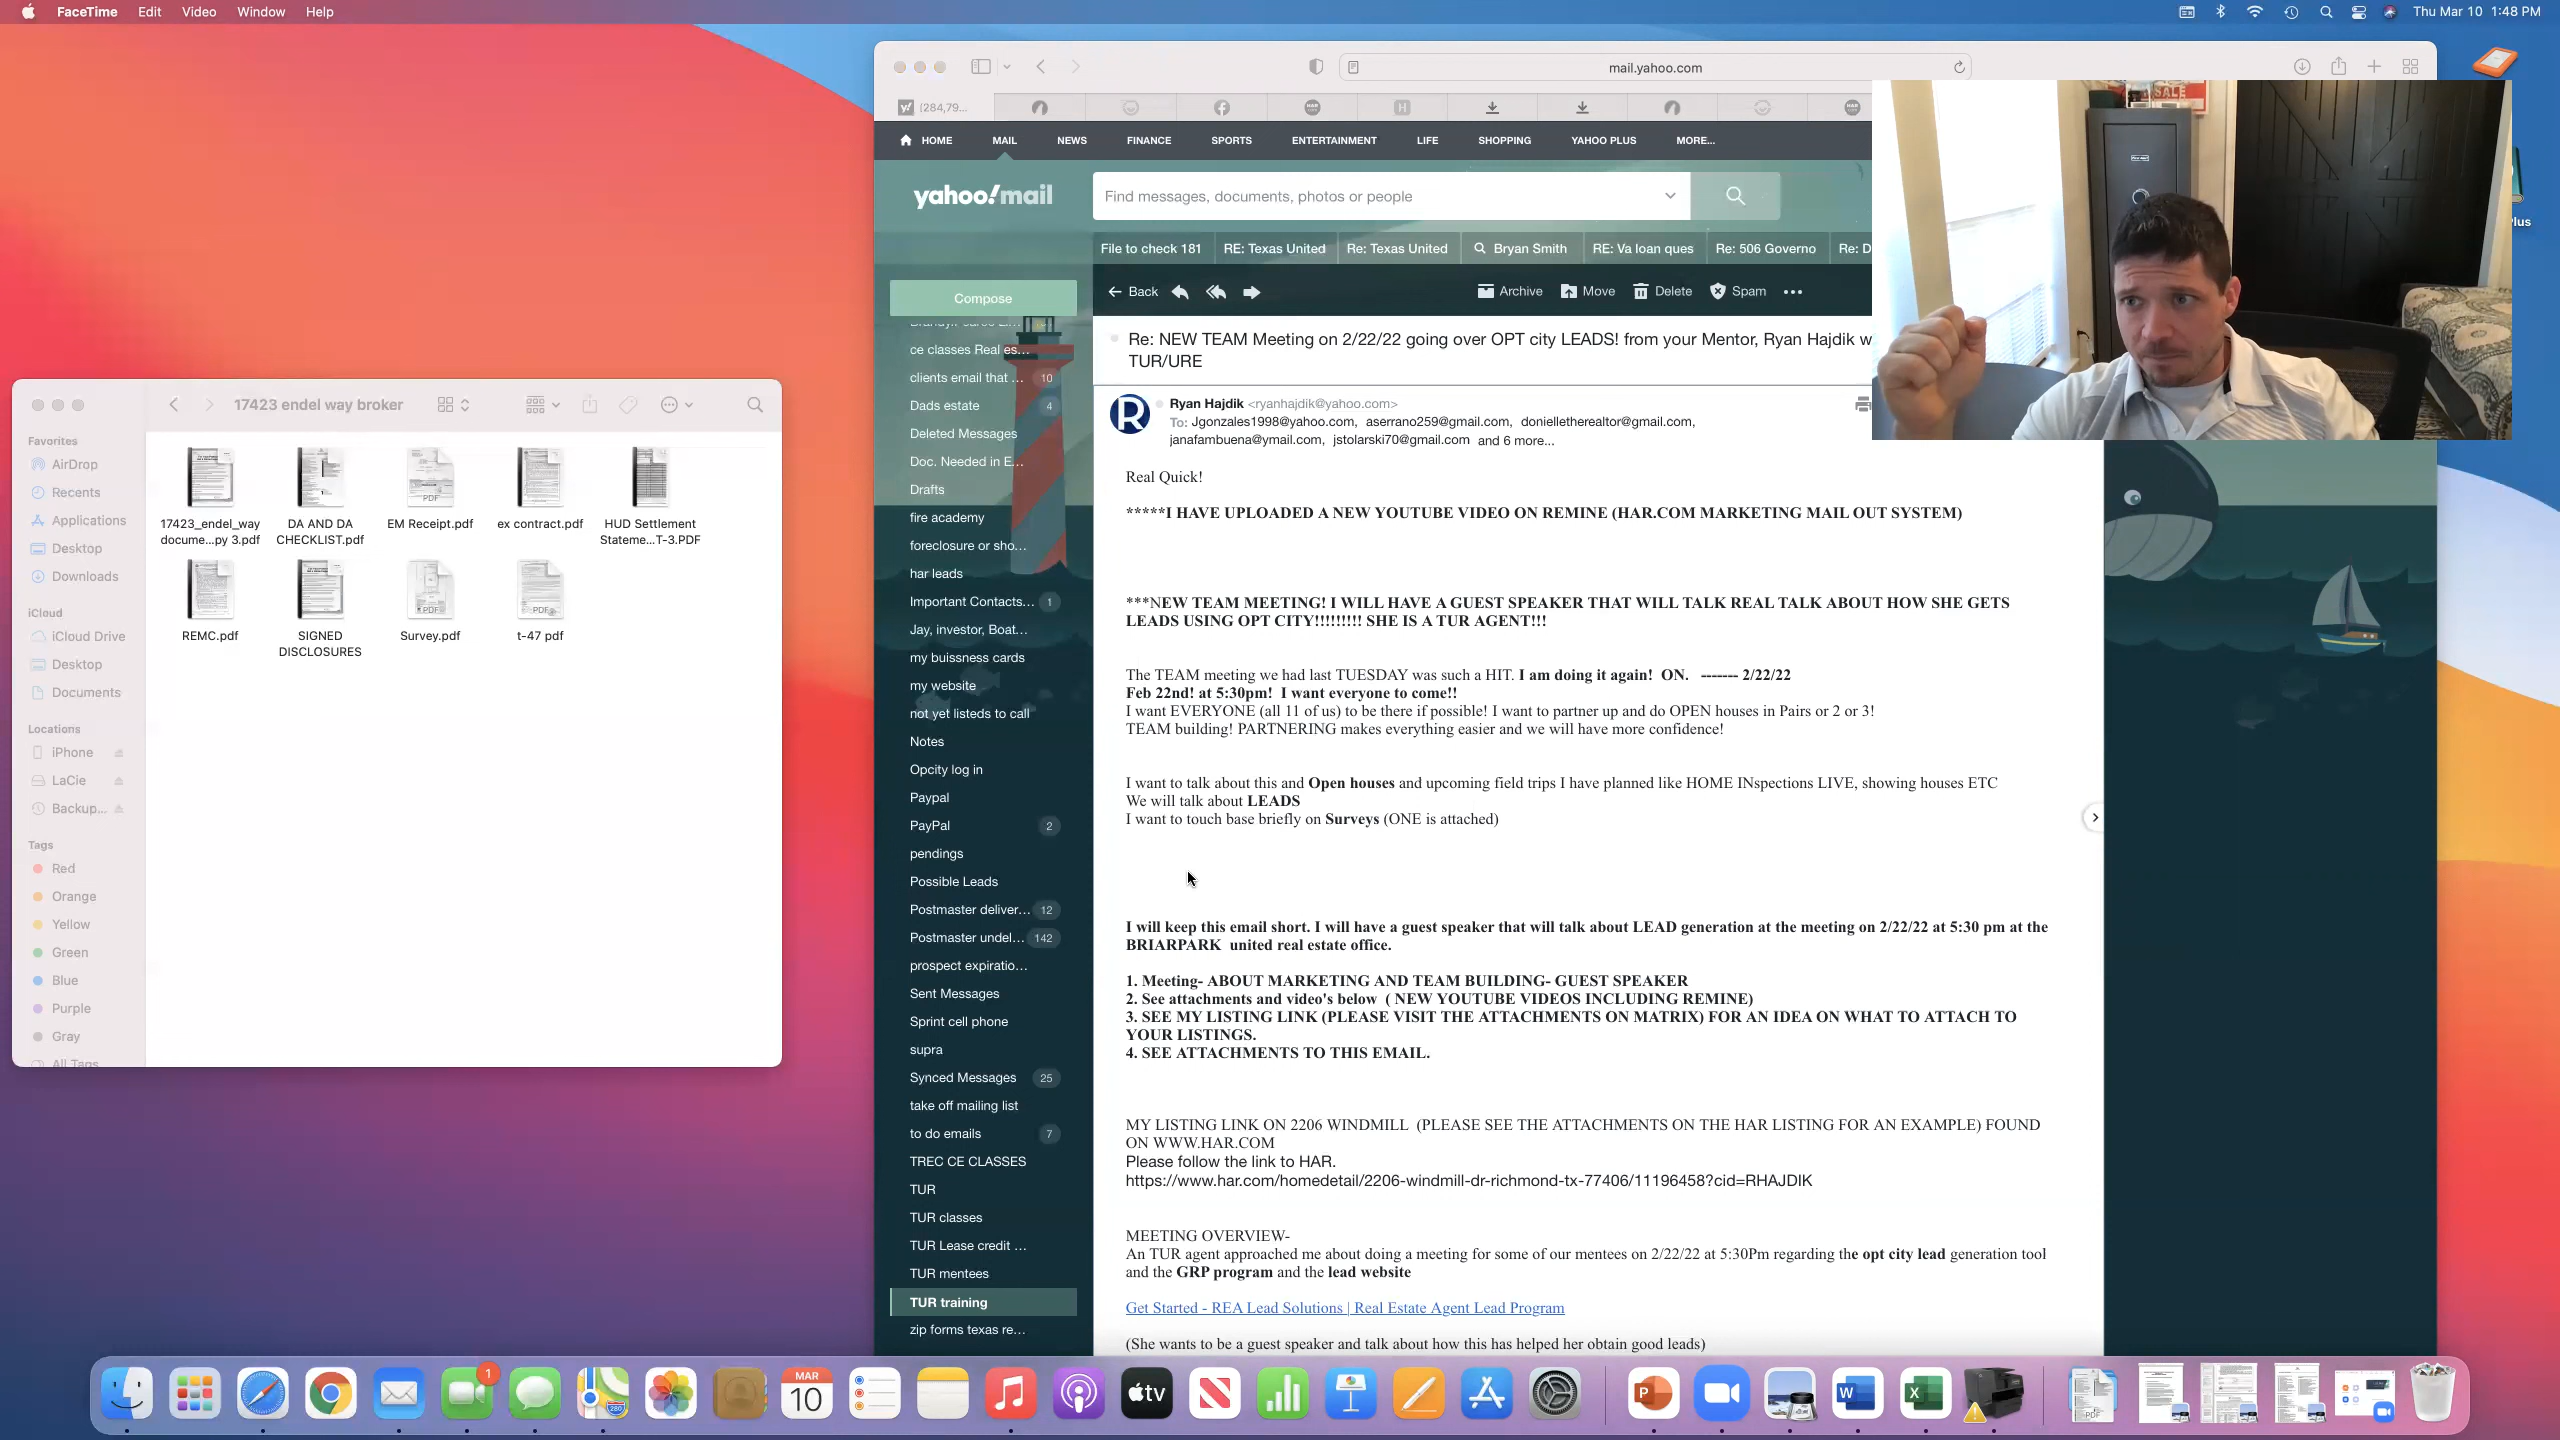 FaceTime Edit Video Window Help
Thu Mar 10 1:48 PM
mail.yahoo.com
(284,79...
HOME MAIL NEWS FINANCE SPORTS ENTERTAINMENT LIFE SHOPPING YAHOO PLUS MORE...
yahoo!mail
Find messages, documents, photos or people
File to check 181 RE: Texas United Re: Texas United Bryan Smith RE: Va loan ques Re: 506 Governo Re: D
Compose
Back Archive Move Delete Spam
ce classes Real es...
clients email that ... 10
Dads estate 4
Deleted Messages
Doc. Needed in E...
Drafts
fire academy
foreclosure or sho...
har leads
Important Contacts... 1
Jay, investor, Boat...
my buissness cards
my website
not yet listeds to call
Notes
Opcity log in
Paypal
PayPal 2
pendings
Possible Leads
Postmaster deliver... 12
Postmaster undel... 142
prospect expiratio...
Sent Messages
Sprint cell phone
supra
Synced Messages 25
take off mailing list
to do emails 7
TREC CE CLASSES
TUR
TUR classes
TUR Lease credit ...
TUR mentees
TUR training
zip forms texas re...
Re: NEW TEAM Meeting on 2/22/22 going over OPT city LEADS! from your Mentor, Ryan Hajdik w
TUR/URE
R
Ryan Hajdik <ryanhajdik@yahoo.com>
To: Jgonzales1998@yahoo.com, aserrano259@gmail.com, donielletherealtor@gmail.com,
janafambuena@ymail.com, jstolarski70@gmail.com and 6 more...
Real Quick!
*****I HAVE UPLOADED A NEW YOUTUBE VIDEO ON REMINE (HAR.COM MARKETING MAIL OUT SYSTEM)
***NEW TEAM MEETING! I WILL HAVE A GUEST SPEAKER THAT WILL TALK REAL TALK ABOUT HOW SHE GETS
LEADS USING OPT CITY!!!!!!!!! SHE IS A TUR AGENT!!!
The TEAM meeting we had last TUESDAY was such a HIT. I am doing it again! ON. ------- 2/22/22
Feb 22nd! at 5:30pm! I want everyone to come!!
I want EVERYONE (all 11 of us) to be there if possible! I want to partner up and do OPEN houses in Pairs or 2 or 3!
TEAM building! PARTNERING makes everything easier and we will have more confidence!
I want to talk about this and Open houses and upcoming field trips I have planned like HOME INspections LIVE, showing houses ETC
We will talk about LEADS
I want to touch base briefly on Surveys (ONE is attached)
I will keep this email short. I will have a guest speaker that will talk about LEAD generation at the meeting on 2/22/22 at 5:30 pm at the
BRIARPARK united real estate office.
1. Meeting- ABOUT MARKETING AND TEAM BUILDING- GUEST SPEAKER
2. See attachments and video's below ( NEW YOUTUBE VIDEOS INCLUDING REMINE)
3. SEE MY LISTING LINK (PLEASE VISIT THE ATTACHMENTS ON MATRIX) FOR AN IDEA ON WHAT TO ATTACH TO
YOUR LISTINGS.
4. SEE ATTACHMENTS TO THIS EMAIL.
MY LISTING LINK ON 2206 WINDMILL (PLEASE SEE THE ATTACHMENTS ON THE HAR LISTING FOR AN EXAMPLE) FOUND
ON WWW.HAR.COM
Please follow the link to HAR.
https://www.har.com/homedetail/2206-windmill-dr-richmond-tx-77406/11196458?cid=RHAJDIK
MEETING OVERVIEW-
An TUR agent approached me about doing a meeting for some of our mentees on 2/22/22 at 5:30Pm regarding the opt city lead generation tool
and the GRP program and the lead website
Get Started - REA Lead Solutions | Real Estate Agent Lead Program
(She wants to be a guest speaker and talk about how this has helped her obtain good leads)
SALE
lus
17423 endel way broker
Favorites
AirDrop
Recents
Applications
Desktop
Downloads
iCloud
iCloud Drive
Desktop
Documents
Locations
iPhone
LaCie
Backup...
Tags
Red
Orange
Yellow
Green
Blue
Purple
Gray
All Tags
17423_endel_way docume...py 3.pdf
DA AND DA CHECKLIST.pdf
EM Receipt.pdf
ex contract.pdf
HUD Settlement Stateme...T-3.PDF
REMC.pdf
SIGNED DISCLOSURES
Survey.pdf
t-47 pdf
PDF
PDF
PDF
1
280
MAR
10
tv
P
W
X
PDF